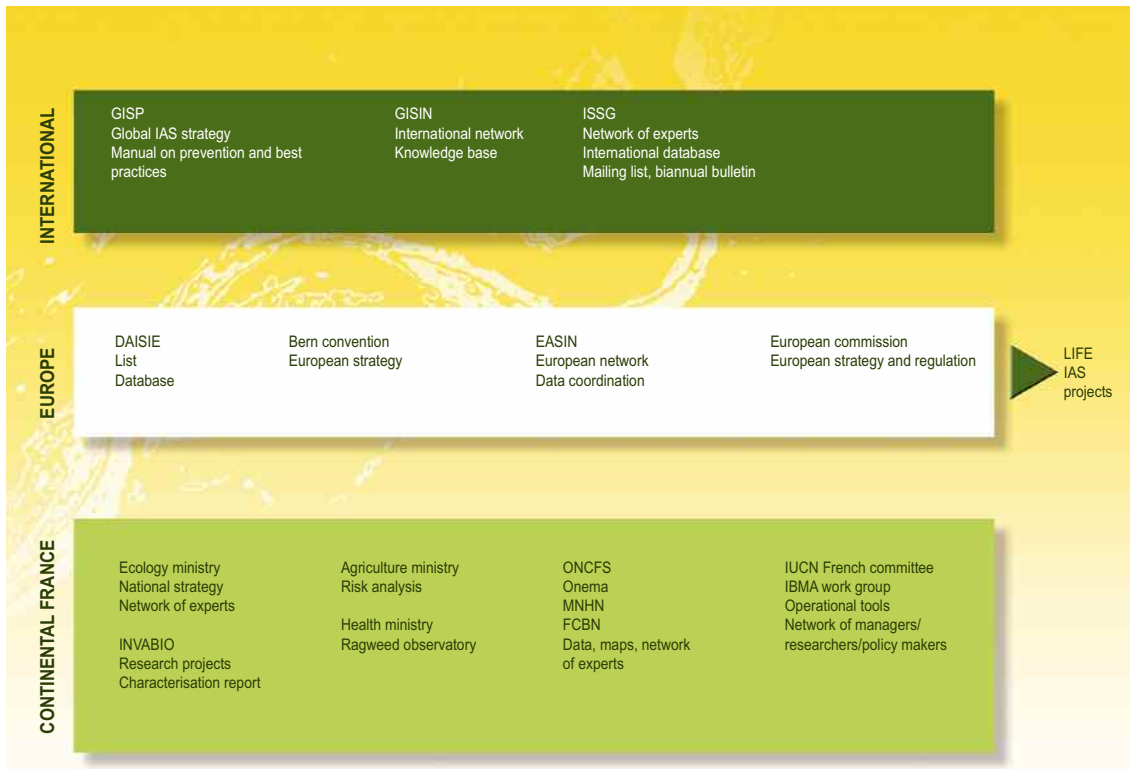 INTERNATIONAL
GISP
Global IAS strategy
Manual on prevention and best
practices
GISIN
International network
Knowledge base
ISSG
Network of experts
International database
Mailing list, biannual bulletin
EUROPE
DAISIE
List
Database
Bern convention
European strategy
EASIN
European network
Data coordination
European commission
European strategy and regulation
LIFE
IAS
projects
CONTINENTAL FRANCE
Ecology ministry
National strategy
Network of experts
INVABIO
Research projects
Characterisation report
Agriculture ministry
Risk analysis
Health ministry
Ragweed observatory
ONCFS
Onema
MNHN
FCBN
Data, maps, network
of experts
IUCN French committee
IBMA work group
Operational tools
Network of managers/
researchers/policy makers